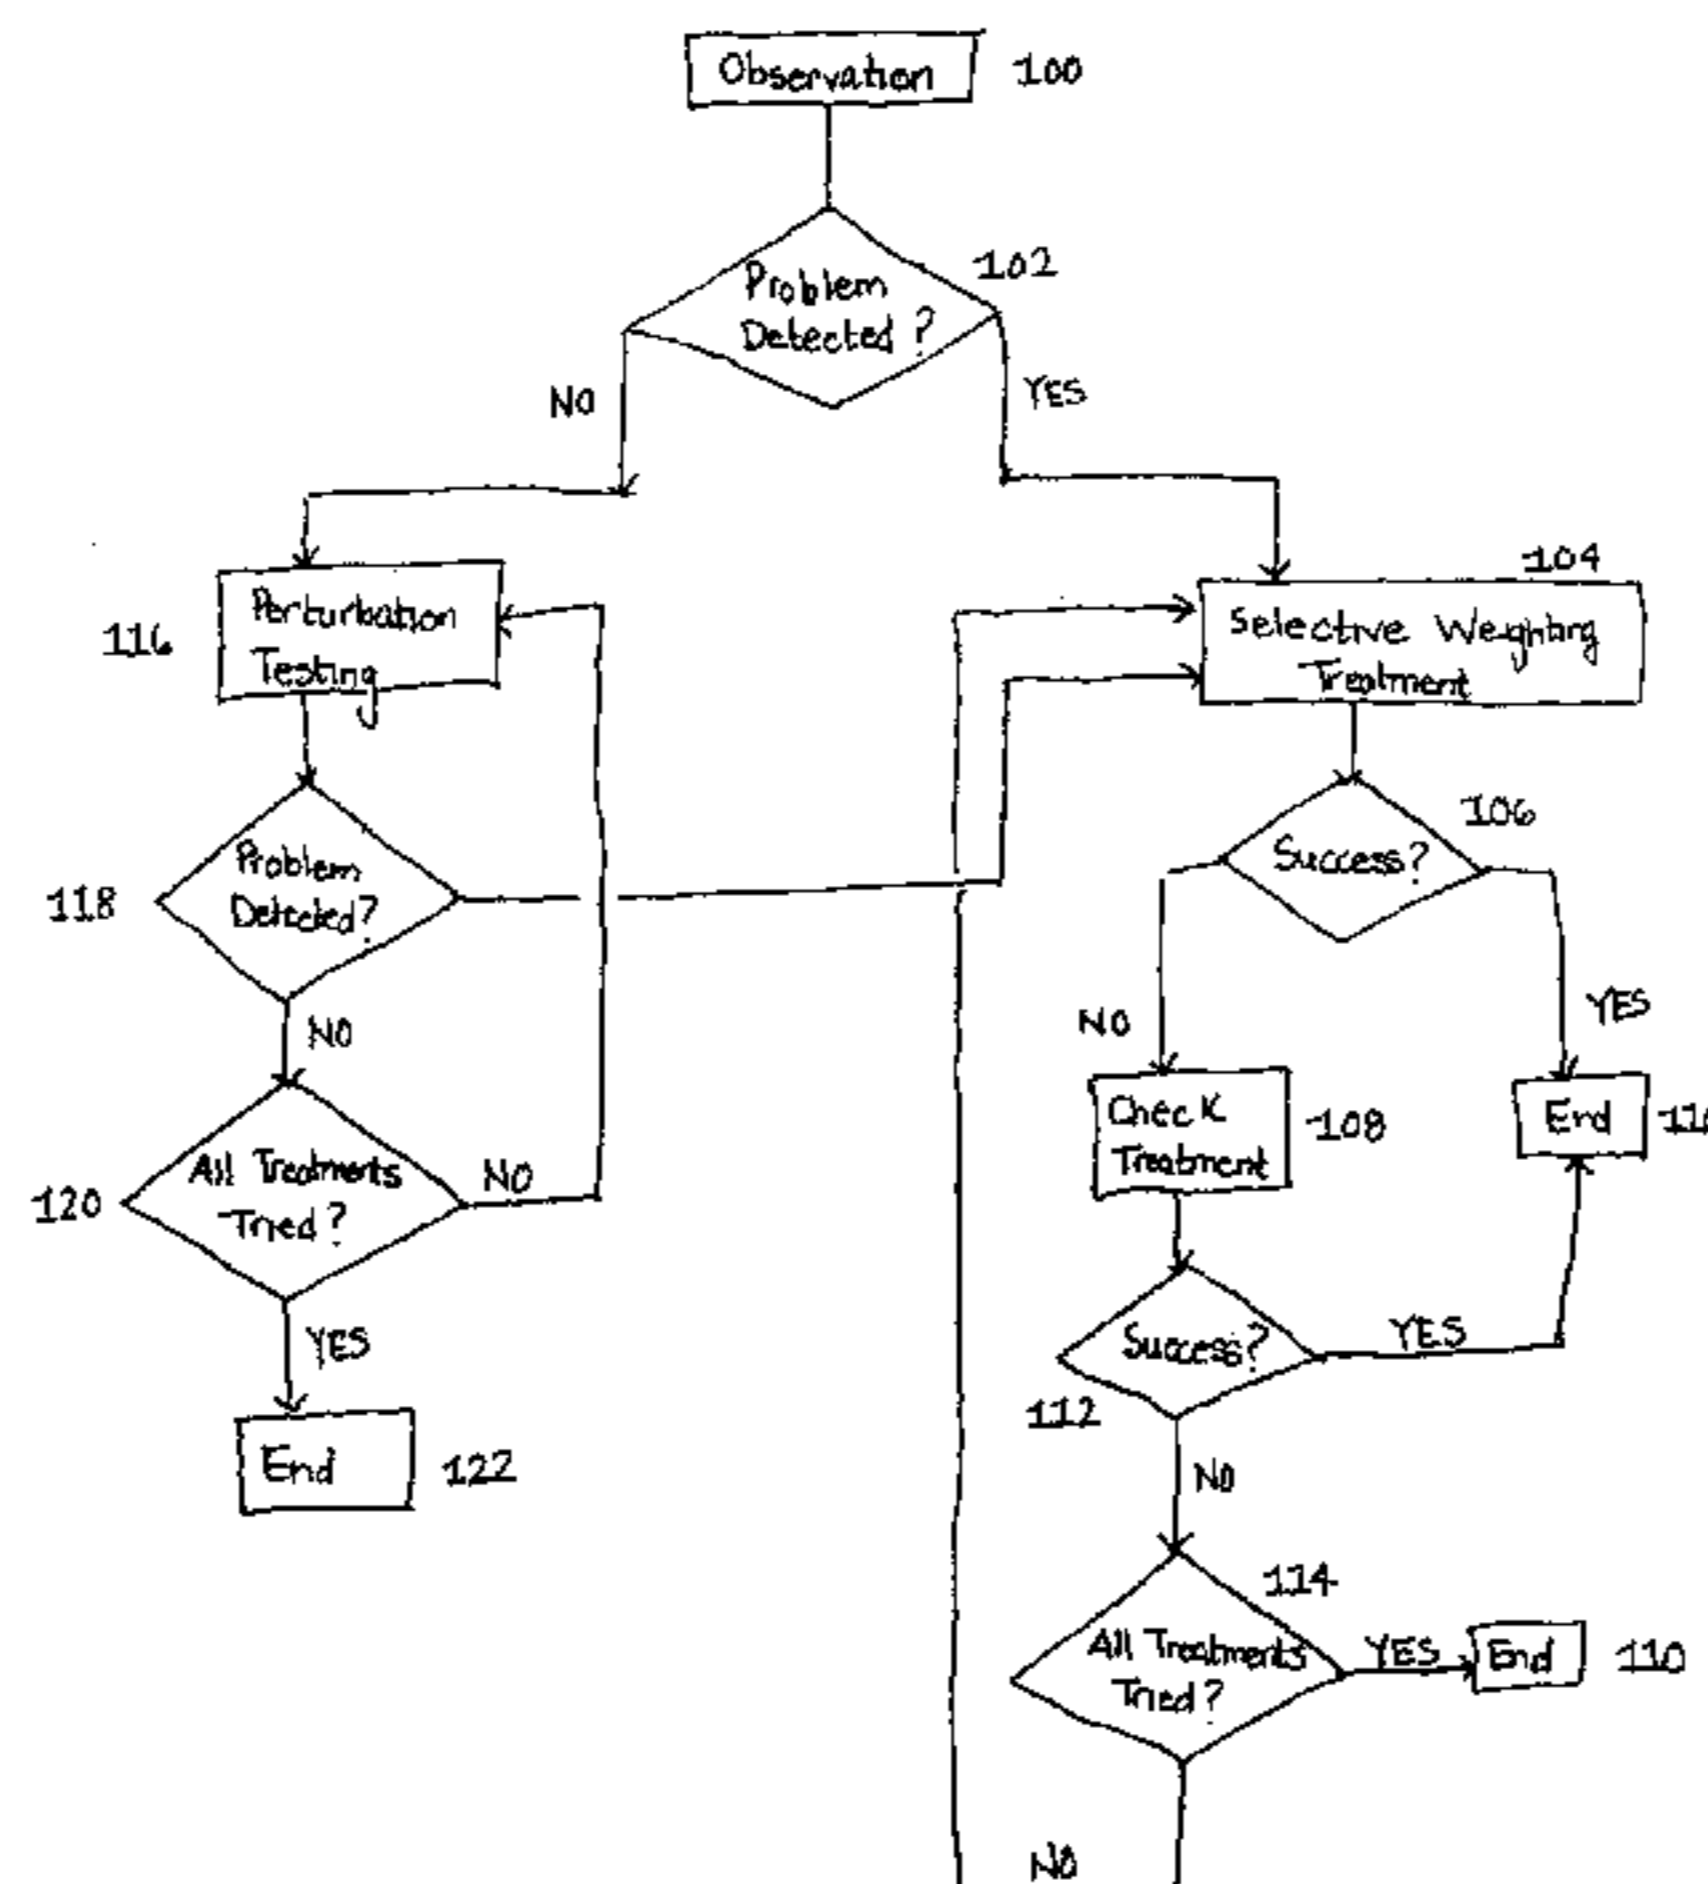 Observation
100
102
Problem
Detected?
NO
YES
104
116
Perturbation
Testing
Selective Weighting
Treatment
106
118
Problem
Detected?
Success?
NO
NO
YES
Check
Treatment
108
End
120
All Treatments
Tried?
NO
YES
Success?
YES
112
End
122
NO
114
All Treatments
Tried?
YES
End
110
NO